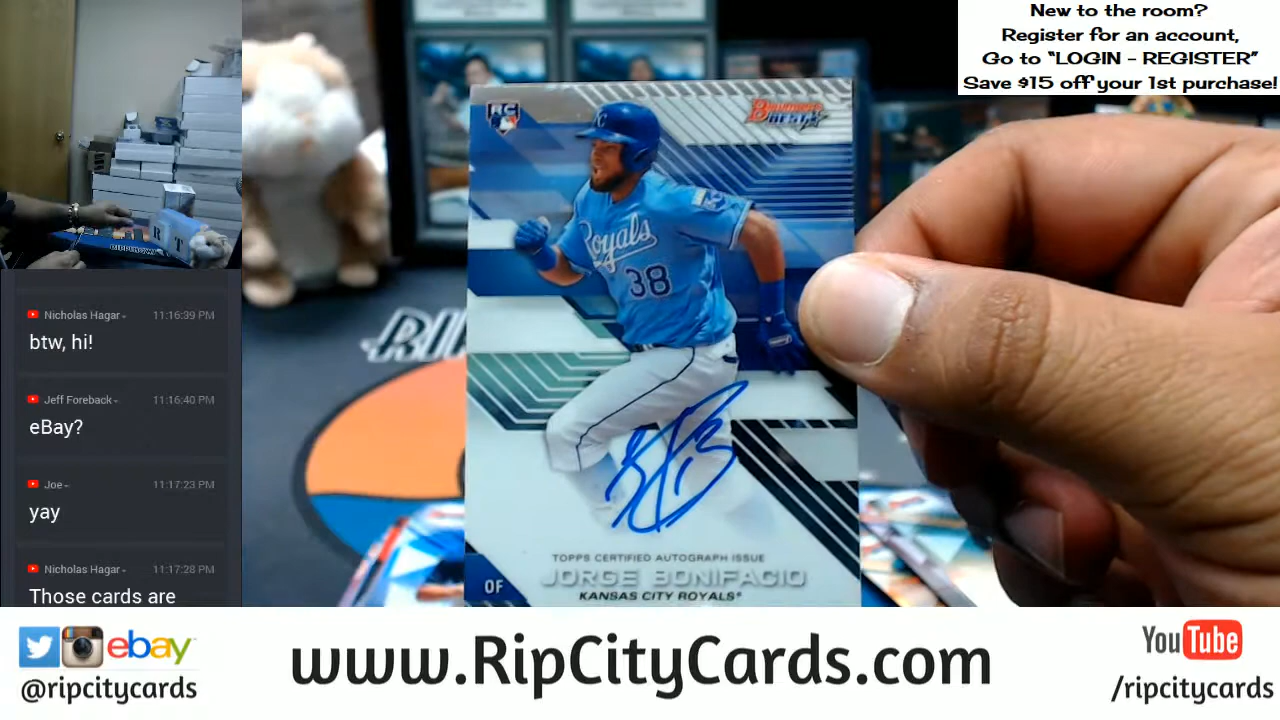 New to the room?
Register for an account,
Go to “LOGIN - REGISTER”
Save $15 off your 1st purchase!
RC
Bowman's
BEST
KC
Royals
38
TOPPS CERTIFIED AUTOGRAPH ISSUE
JORGE BONIFACIO
OF
KANSAS CITY ROYALS®
R T
Nicholas Hagar
11:16:39 PM
btw, hi!
Jeff Foreback
11:16:40 PM
eBay?
Joe
11:17:23 PM
yay
Nicholas Hagar
11:17:28 PM
Those cards are
ebay
@ripcitycards
www.RipCityCards.com
YouTube
/ripcitycards